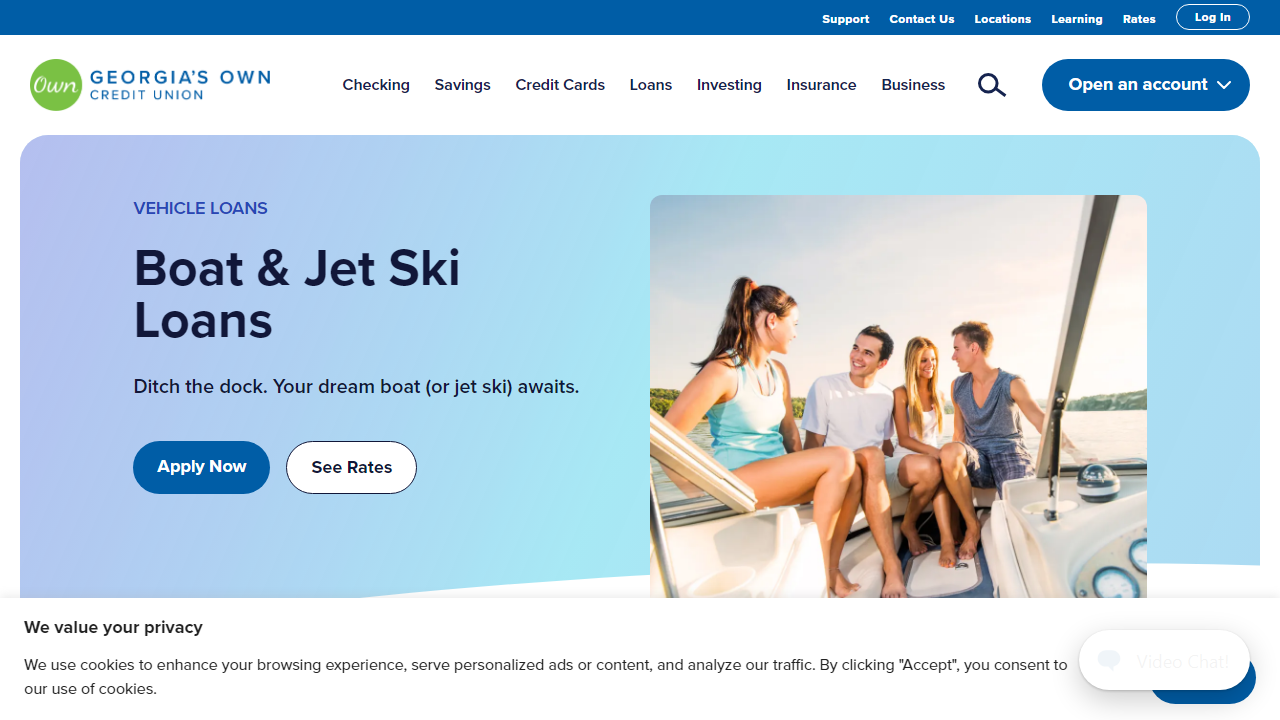 Support Contact Us Locations Learning Rates Log In
Own GEORGIA'S OWN
CREDIT UNION
Checking Savings Credit Cards Loans Investing Insurance Business
Open an account
VEHICLE LOANS
Boat & Jet Ski
Loans
Ditch the dock. Your dream boat (or jet ski) awaits.
Apply Now See Rates
We value your privacy
We use cookies to enhance your browsing experience, serve personalized ads or content, and analyze our traffic. By clicking "Accept", you consent to
our use of cookies.
Video Chat!